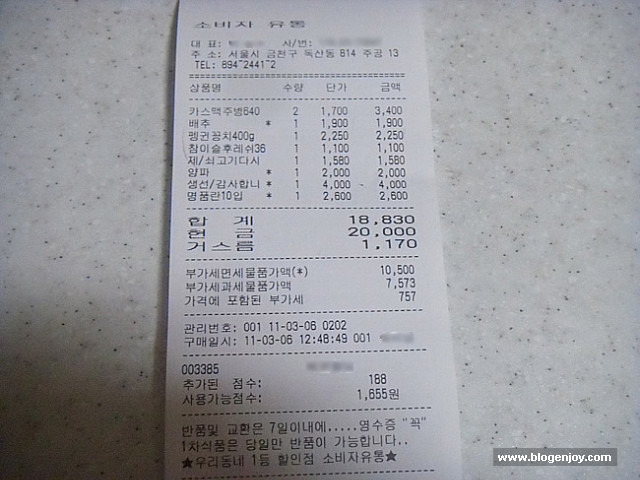 소비자 유통
대 표: 사/번:
주 소: 서울시 금천구 독산동 814 주공 13
TEL: 894-2441~2
상품명 수량 단가 금액
카스맥주병640 2 1,700 3,400
배추 * 1 1,900 1,900
펭귄꽁치400g 1 2,250 2,250
참이슬후레쉬36 1 1,100 1,100
제/쇠고기다시 1 1,580 1,580
양파 * 1 2,000 2,000
생선/감사합니 * 1 4,000 - 4,000
명품란10입 * 1 2,600 2,600
합 계 18,830
현 금 20,000
거스름 1,170
부가세면세물품가액(*) 10,500
부가세과세물품가액 7,573
가격에 포함된 부가세 757
관리번호: 001 11-03-06 0202
구매일시: 11-03-06 12:48:49 001
003385
추가된 점수: 188
사용가능점수: 1,655원
반품및 교환은 7일이내에.....영수증 "꼭"
1차식품은 당일만 반품이 가능합니다..
★우리동네 1등 할인점 소비자유통★
www.blogenjoy.com